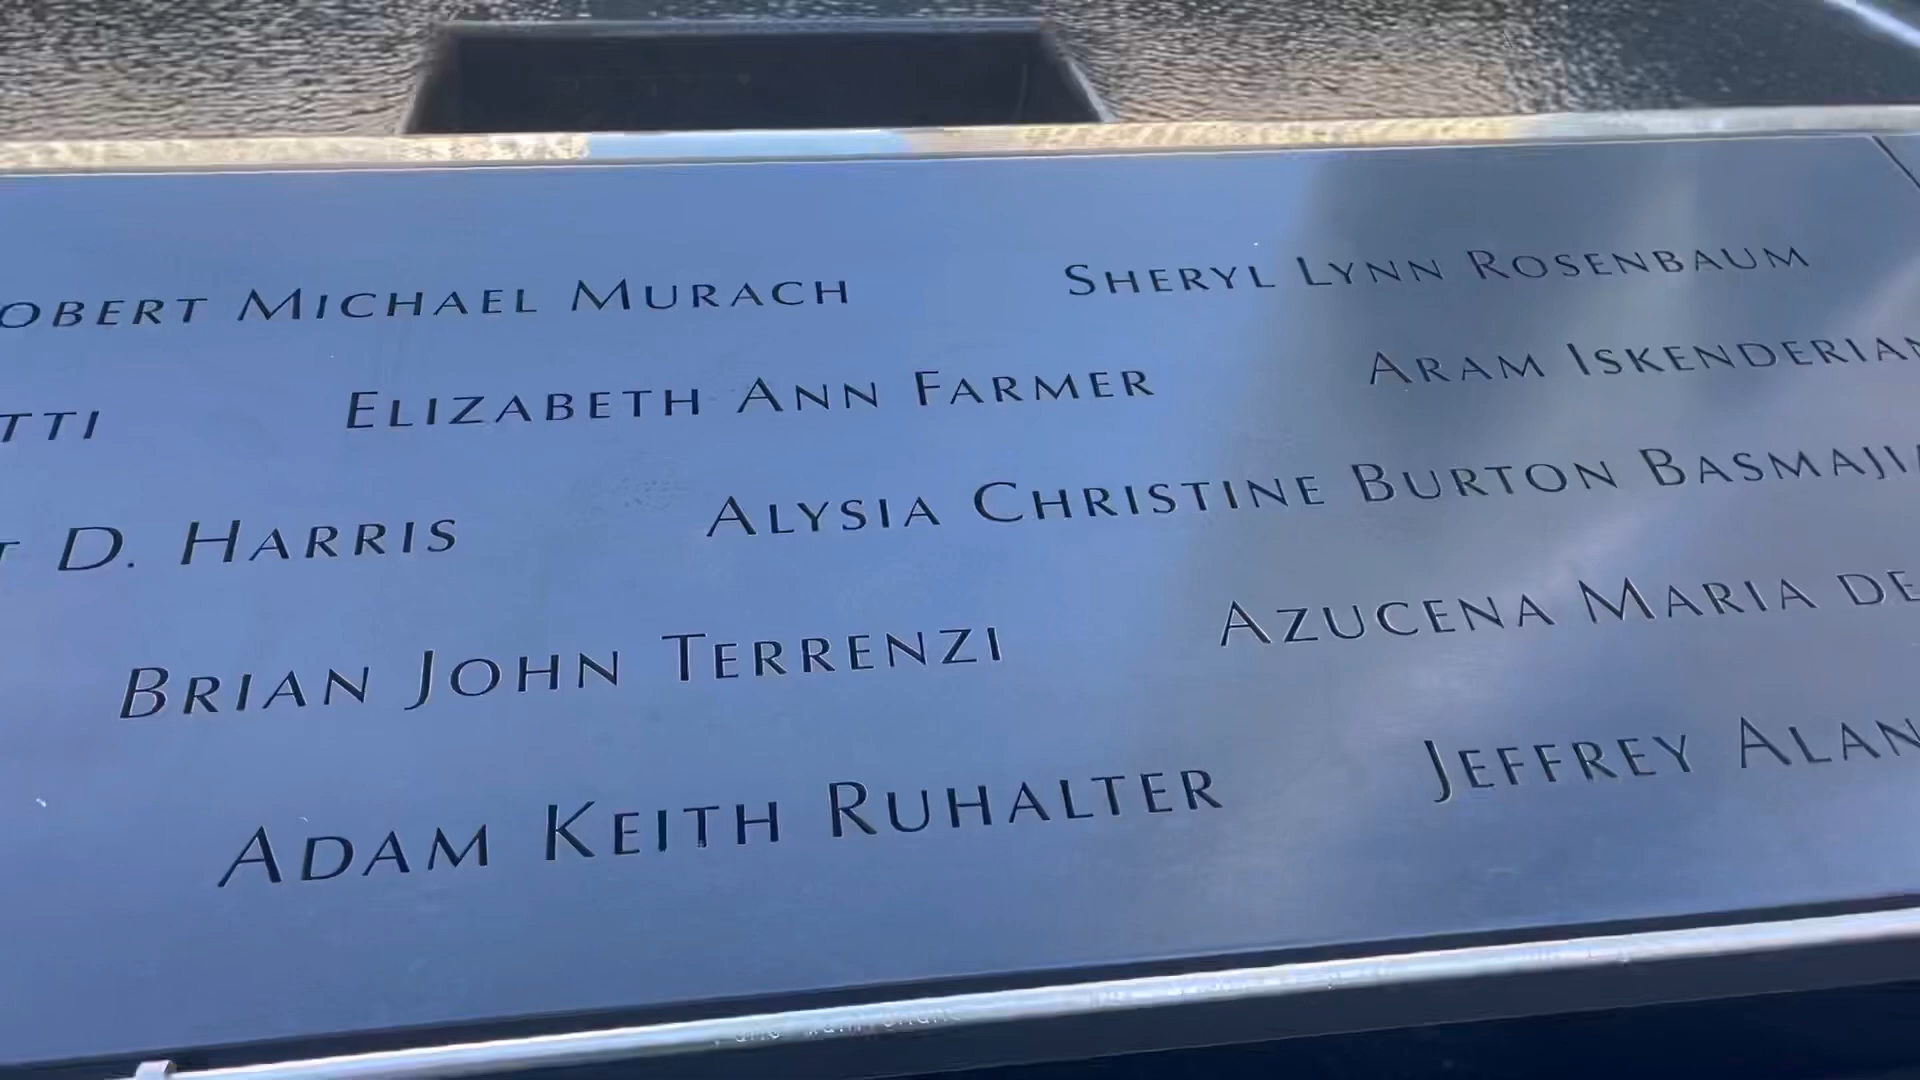 OBERT MICHAEL MURACH SHERYL LYNN ROSENBAUM
TTI ELIZABETH ANN FARMER ARAM ISKENDERIAN
T D. HARRIS ALYSIA CHRISTINE BURTON BASMAJI
BRIAN JOHN TERRENZI AZUCENA MARIA DE
ADAM KEITH RUHALTER JEFFREY ALAN